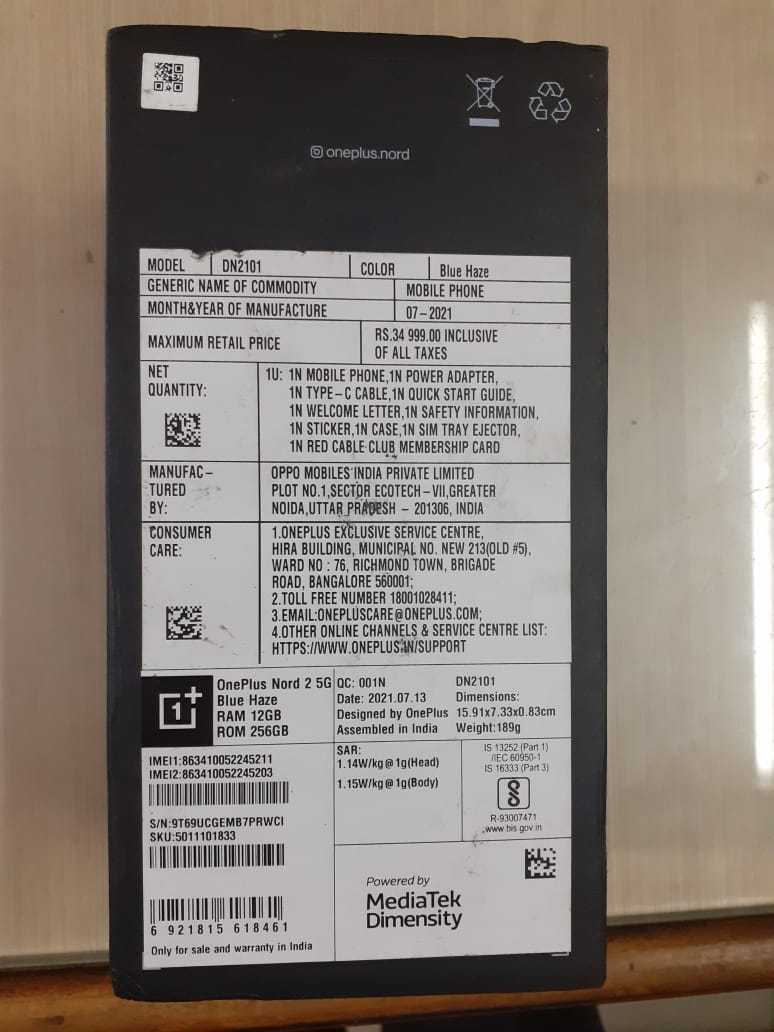 oneplus.nord
MODEL DN2101 COLOR Blue Haze
GENERIC NAME OF COMMODITY MOBILE PHONE
MONTH&YEAR OF MANUFACTURE 07-2021
MAXIMUM RETAIL PRICE RS.34 999.00 INCLUSIVE
OF ALL TAXES
NET
QUANTITY:
1U: 1N MOBILE PHONE,1N POWER ADAPTER,
1N TYPE-C CABLE,1N QUICK START GUIDE,
1N WELCOME LETTER,1N SAFETY INFORMATION,
1N STICKER,1N CASE,1N SIM TRAY EJECTOR,
1N RED CABLE CLUB MEMBERSHIP CARD
MANUFAC-
TURED
BY:
OPPO MOBILES INDIA PRIVATE LIMITED
PLOT NO.1,SECTOR ECOTECH-VII,GREATER
NOIDA,UTTAR PRADESH - 201306, INDIA
CONSUMER
CARE:
1.ONEPLUS EXCLUSIVE SERVICE CENTRE,
HIRA BUILDING, MUNICIPAL NO. NEW 213(OLD #5),
WARD NO : 76, RICHMOND TOWN, BRIGADE
ROAD, BANGALORE 560001;
2.TOLL FREE NUMBER 18001028411;
3.EMAIL:ONEPLUSCARE@ONEPLUS.COM;
4.OTHER ONLINE CHANNELS & SERVICE CENTRE LIST:
HTTPS://WWW.ONEPLUS.IN/SUPPORT
OnePlus Nord 2 5G
Blue Haze
RAM 12GB
ROM 256GB
QC: 001N
Date: 2021.07.13
Designed by OnePlus
Assembled in India
DN2101
Dimensions:
15.91x7.33x0.83cm
Weight:189g
IMEI1:863410052245211
IMEI2:863410052245203
S/N:9T69UCGEMB7PRWCI
SKU:5011101833
6 921815 618461
Only for sale and warranty in India
SAR:
1.14W/kg@1g(Head)
1.15W/kg@1g(Body)
IS 13252 (Part 1)
/IEC 60950-1
IS 16333 (Part 3)
R-93007471
www.bis.gov.in
Powered by
MediaTek
Dimensity